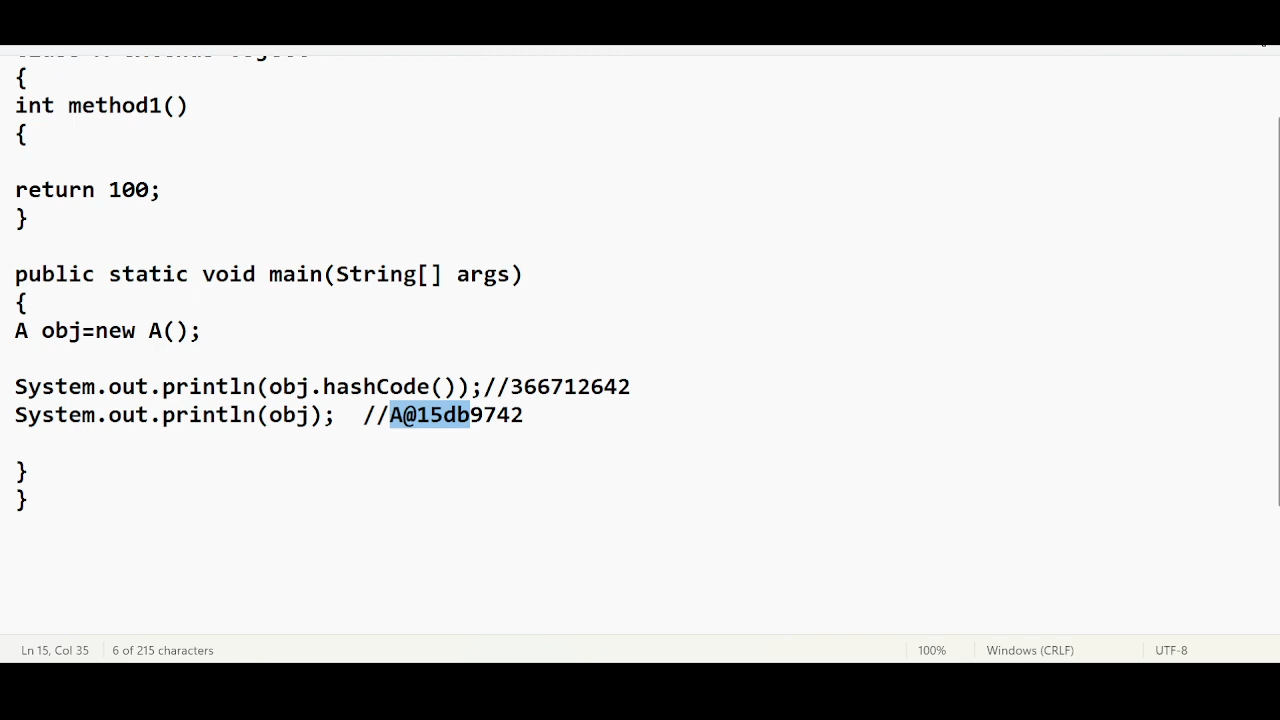 {
int method1()
{
return 100;
}
public static void main(String[] args)
{
A obj=new A();
System.out.println(obj.hashCode());//366712642
System.out.println(obj);  //A@15db9742
}
}
Ln 15, Col 35
6 of 215 characters
100%
Windows (CRLF)
UTF-8